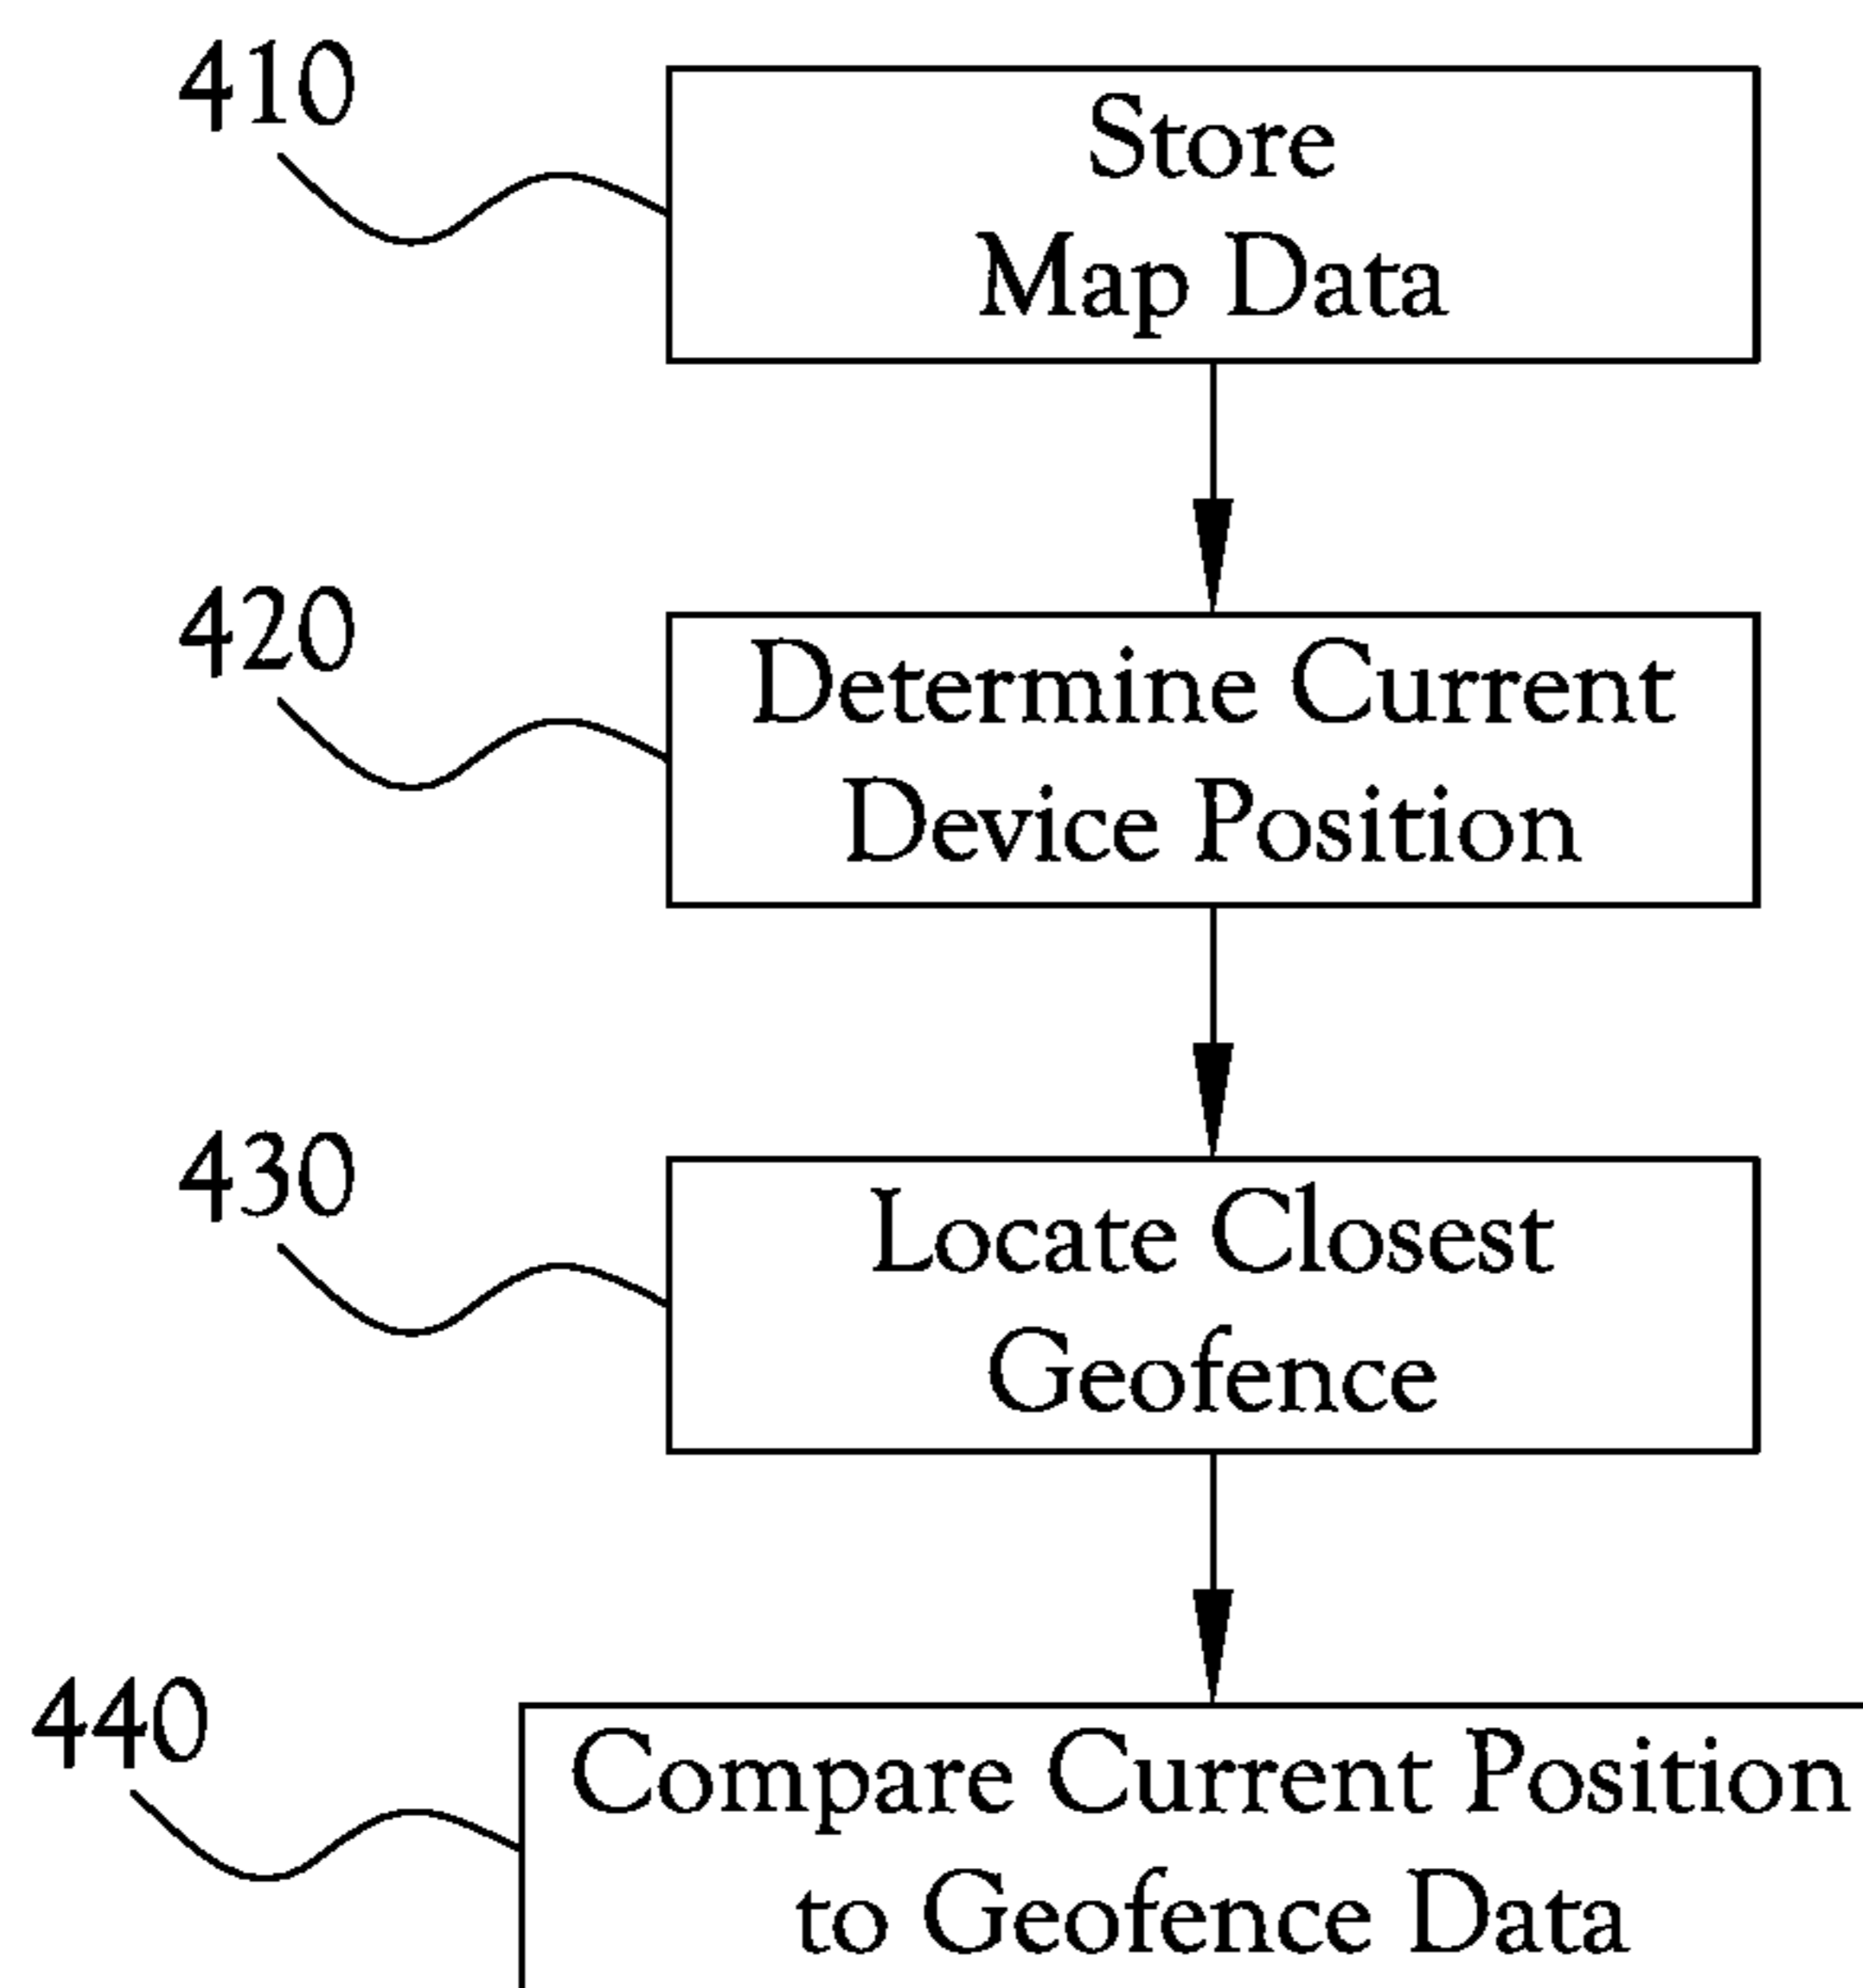 410
Store
Map Data
420
Determine Current
Device Position
430
Locate Closest
Geofence
440
Compare Current Position
to Geofence Data